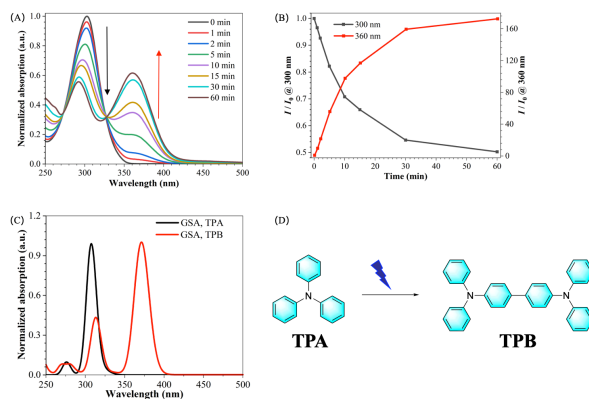 (A)
1.0
0.8
0.6
0.4
0.2
0.0
250 300 350 400 450 500
Normalized absorption (a.u.)
Wavelength (nm)
0 min
1 min
2 min
5 min
10 min
15 min
30 min
60 min
(B)
1.0
0.9
0.8
0.7
0.6
0.5
I / I₀ @ 300 nm
300 nm
360 nm
160
120
80
40
0
I / I₀ @ 360 nm
0 10 20 30 40 50 60
Time (min)
(C)
1.2
0.9
0.6
0.3
0.0
250 300 350 400 450 500
Normalized absorption (a.u.)
Wavelength (nm)
GSA, TPA
GSA, TPB
(D)
N
TPA
N
N
TPB